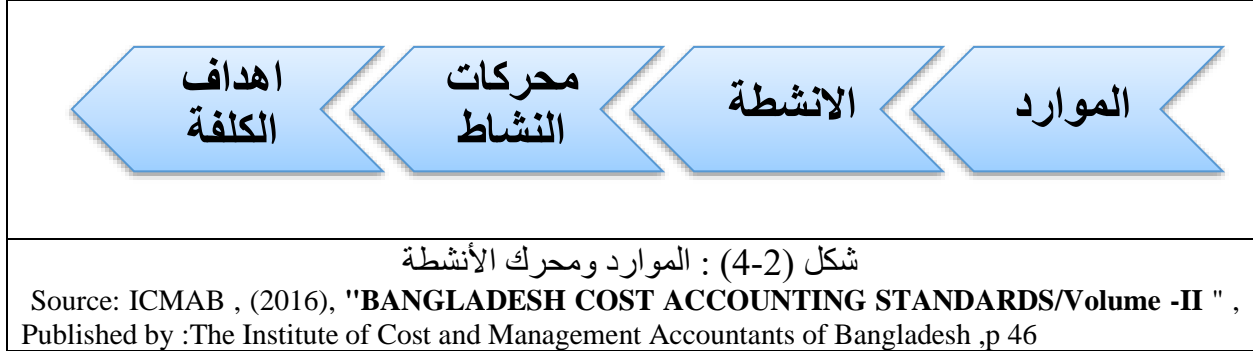 الموارد
الانشطة
محركات
النشاط
اهداف
الكلفة
شكل (2-4) : الموارد ومحرك الأنشطة
Source: ICMAB , (2016), "BANGLADESH COST ACCOUNTING STANDARDS/Volume -II " ,
Published by :The Institute of Cost and Management Accountants of Bangladesh ,p 46